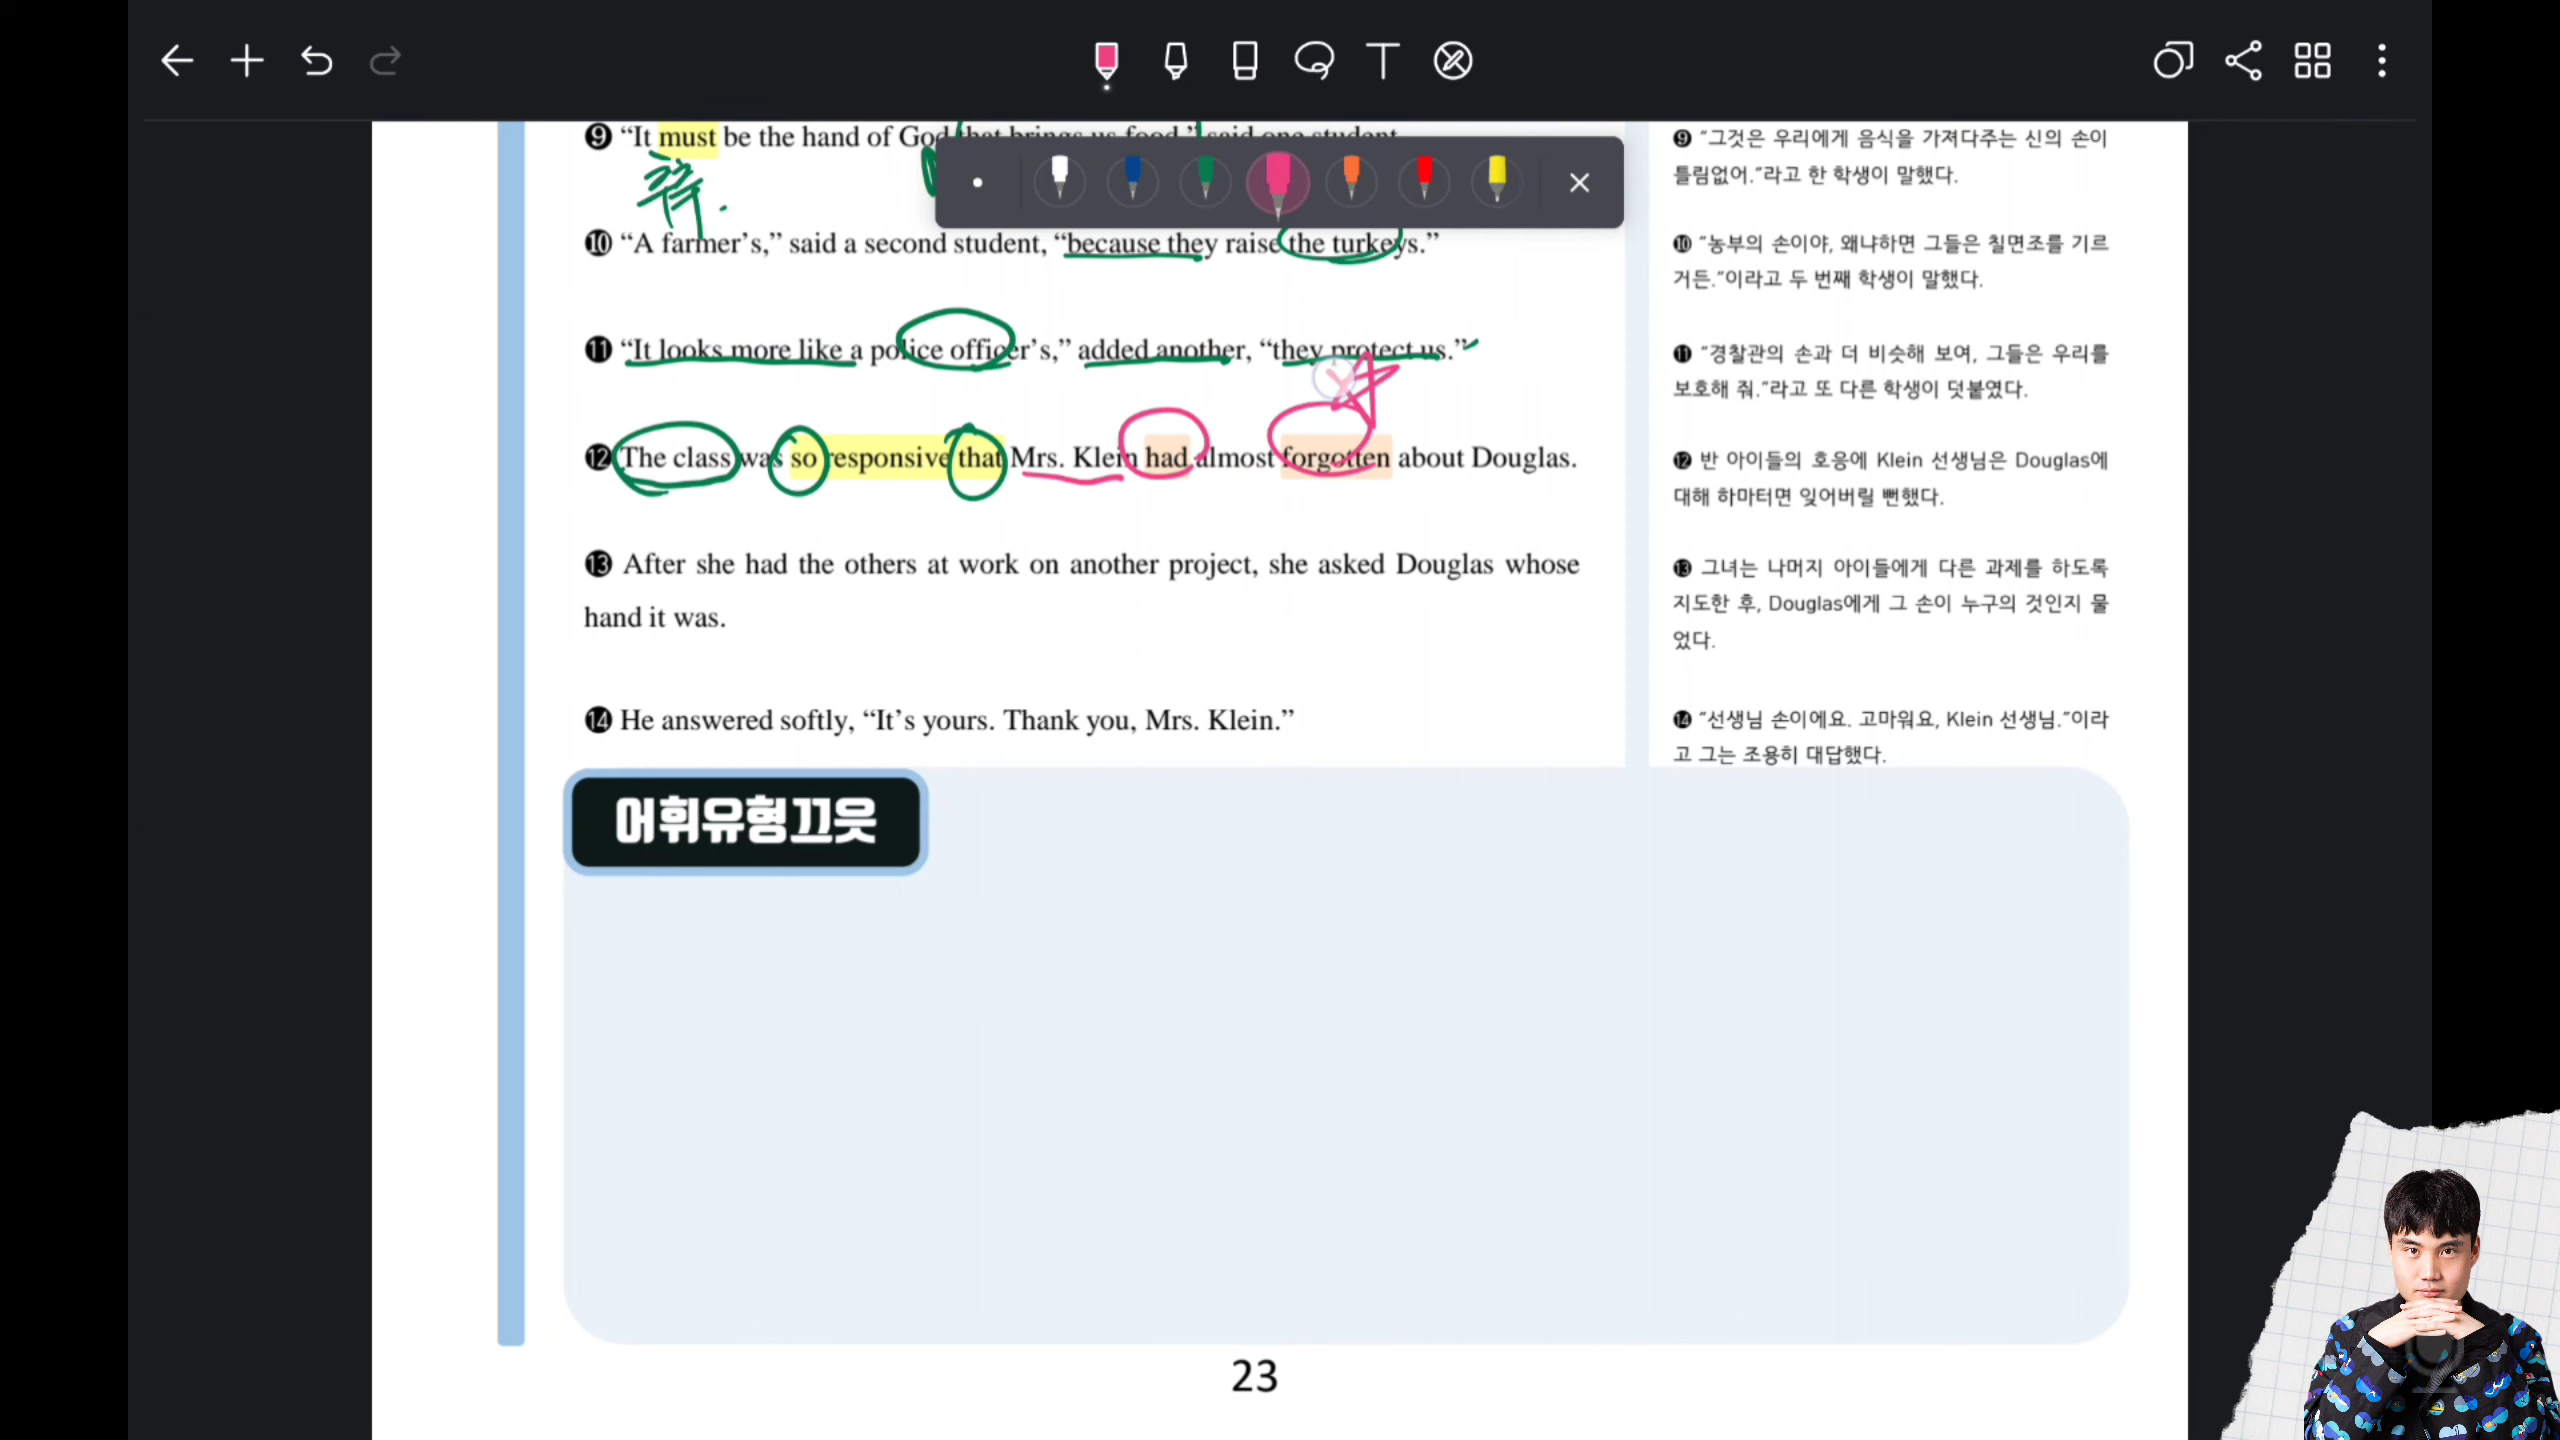 ❾ “It must be the hand of God that brings us food,” said one student.
추측.
❿ “A farmer’s,” said a second student, “because they raise the turkeys.”
⓫ “It looks more like a police officer’s,” added another, “they protect us.”
⓬ The class was so responsive that Mrs. Klein had almost forgotten about Douglas.
⓭ After she had the others at work on another project, she asked Douglas whose
hand it was.
⓮ He answered softly, “It’s yours. Thank you, Mrs. Klein.”
❾ “그것은 우리에게 음식을 가져다주는 신의 손이
틀림없어.”라고 한 학생이 말했다.
❿ “농부의 손이야, 왜냐하면 그들은 칠면조를 기르
거든.”이라고 두 번째 학생이 말했다.
⓫ “경찰관의 손과 더 비슷해 보여, 그들은 우리를
보호해 줘.”라고 또 다른 학생이 덧붙였다.
⓬ 반 아이들의 호응에 Klein 선생님은 Douglas에
대해 하마터면 잊어버릴 뻔했다.
⓭ 그녀는 나머지 아이들에게 다른 과제를 하도록
지도한 후, Douglas에게 그 손이 누구의 것인지 물
었다.
⓮ “선생님 손이에요. 고마워요, Klein 선생님.”이라
고 그는 조용히 대답했다.
어휘유형끄읏
23